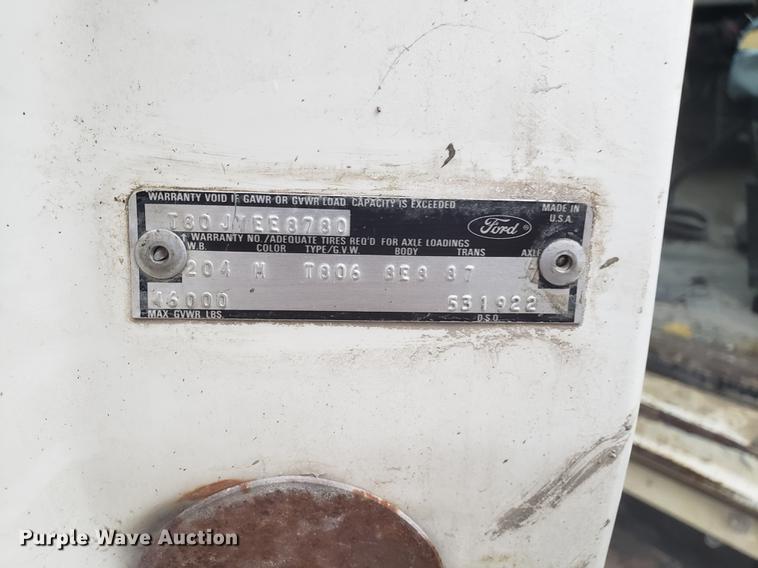 WARRANTY VOID IF GAWR OR GVWR LOAD CAPACITY IS EXCEEDED
MADE IN
U.S.A.
T80JVEE8780
Ford
WARRANTY NO./ADEQUATE TIRES REQ'D FOR AXLE LOADINGS
W.B. COLOR TYPE/G.V.W. BODY TRANS AXLE
204 M T806 8E8 87
46000 531922
MAX GVWR LBS. D.S.O.
Purple Wave Auction